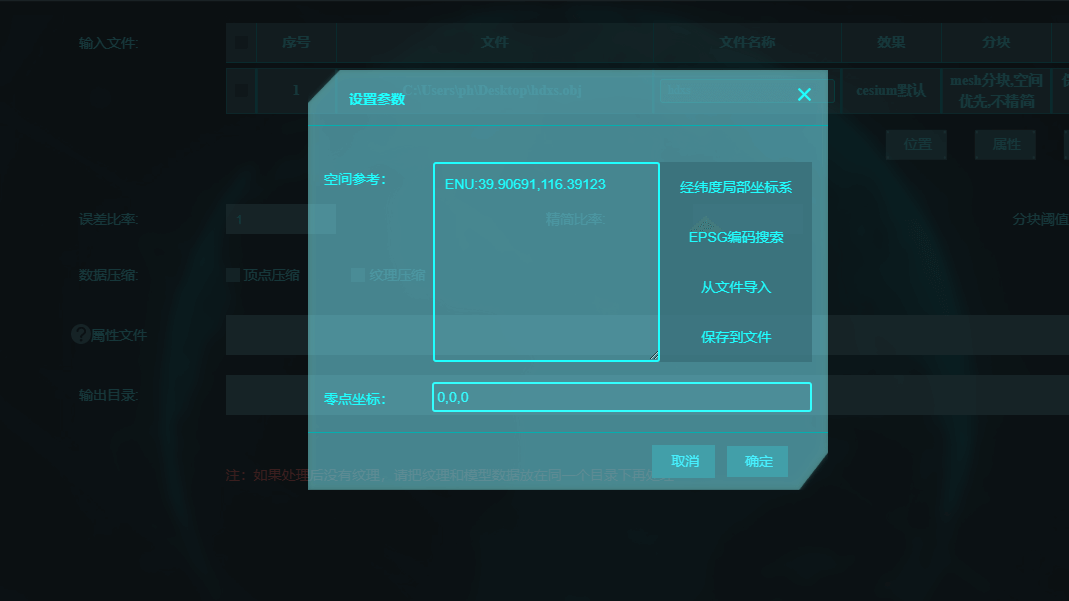 输入文件:
序号 文件 文件名称 效果 分块
1 C:\Users\ph\Desktop\hdxs.obj cesium默认 mesh分块,空间
优先,不精简
设置参数
位置 属性
空间参考：
ENU:39.90691,116.39123
经纬度局部坐标系
误差比率: 1 精简比率: 分块阈值
EPSG编码搜索
数据压缩: 顶点压缩 纹理压缩
从文件导入
?属性文件
保存到文件
输出目录:
零点坐标： 0,0,0
取消 确定
注：如果处理后没有纹理，请把纹理和模型数据放在同一个目录下再处理